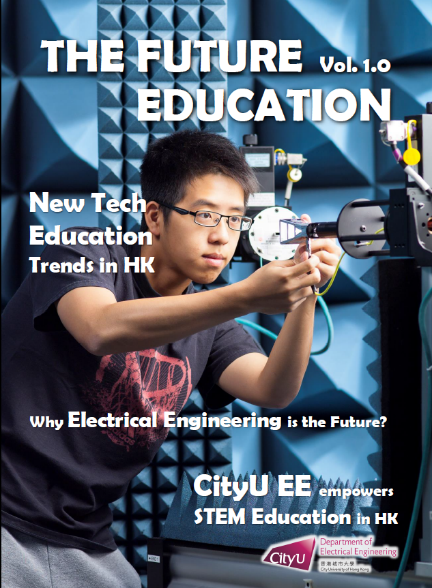 THE FUTURE Vol. 1.0
EDUCATION
New Tech
Education
Trends in HK
Why Electrical Engineering is the Future?
CityU EE empowers
STEM Education in HK
CityU
Department of
Electrical Engineering
香港城市大學
City University of Hong Kong